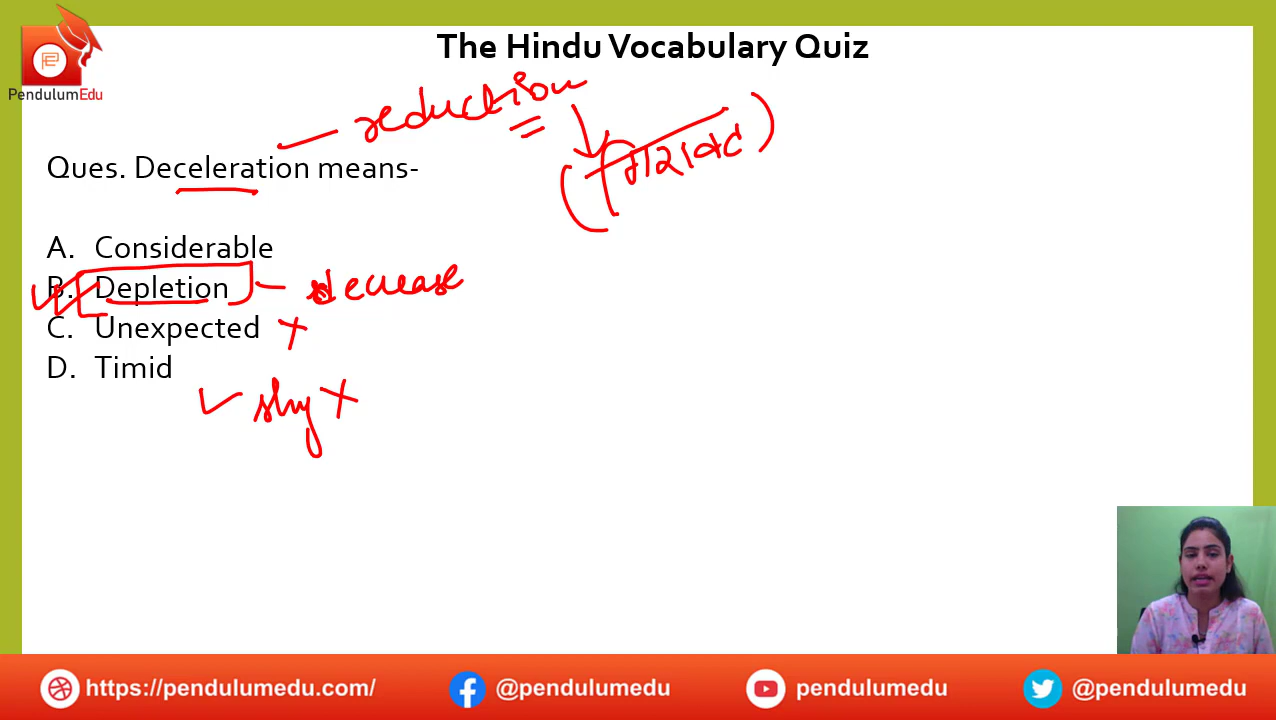 PendulumEdu
The Hindu Vocabulary Quiz
reduction
Ques. Deceleration means-
(गिरावट)
A. Considerable
B. Depletion
decrease
C. Unexpected
D. Timid
shy
https://pendulumedu.com/
@pendulumedu
pendulumedu
@pendulumedu